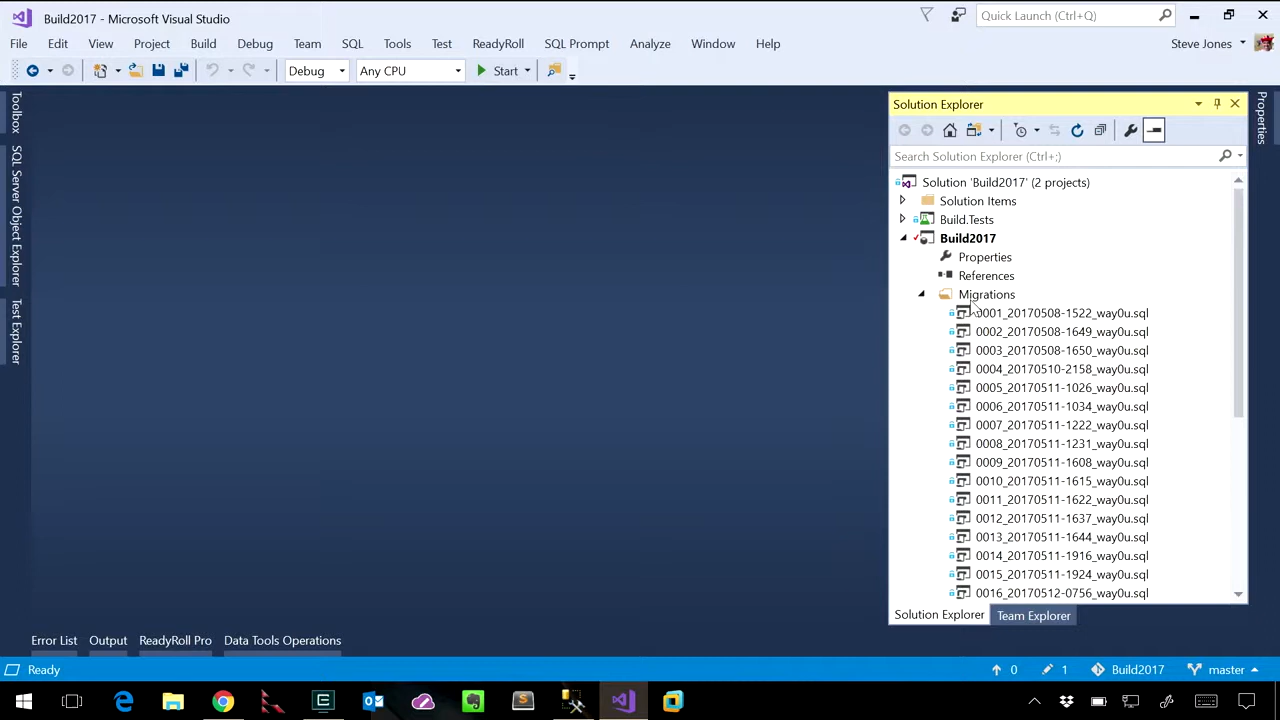 Build2017 - Microsoft Visual Studio
Quick Launch (Ctrl+Q)
File Edit View Project Build Debug Team SQL Tools Test ReadyRoll SQL Prompt Analyze Window Help
Steve Jones
Debug Any CPU Start
Toolbox
SQL Server Object Explorer
Test Explorer
Solution Explorer
Search Solution Explorer (Ctrl+;)
Solution 'Build2017' (2 projects)
Solution Items
Build.Tests
Build2017
Properties
References
Migrations
0001_20170508-1522_way0u.sql
0002_20170508-1649_way0u.sql
0003_20170508-1650_way0u.sql
0004_20170510-2158_way0u.sql
0005_20170511-1026_way0u.sql
0006_20170511-1034_way0u.sql
0007_20170511-1222_way0u.sql
0008_20170511-1231_way0u.sql
0009_20170511-1608_way0u.sql
0010_20170511-1615_way0u.sql
0011_20170511-1622_way0u.sql
0012_20170511-1637_way0u.sql
0013_20170511-1644_way0u.sql
0014_20170511-1916_way0u.sql
0015_20170511-1924_way0u.sql
0016_20170512-0756_way0u.sql
Solution Explorer Team Explorer
Properties
Error List Output ReadyRoll Pro Data Tools Operations
Ready 0 1 Build2017 master